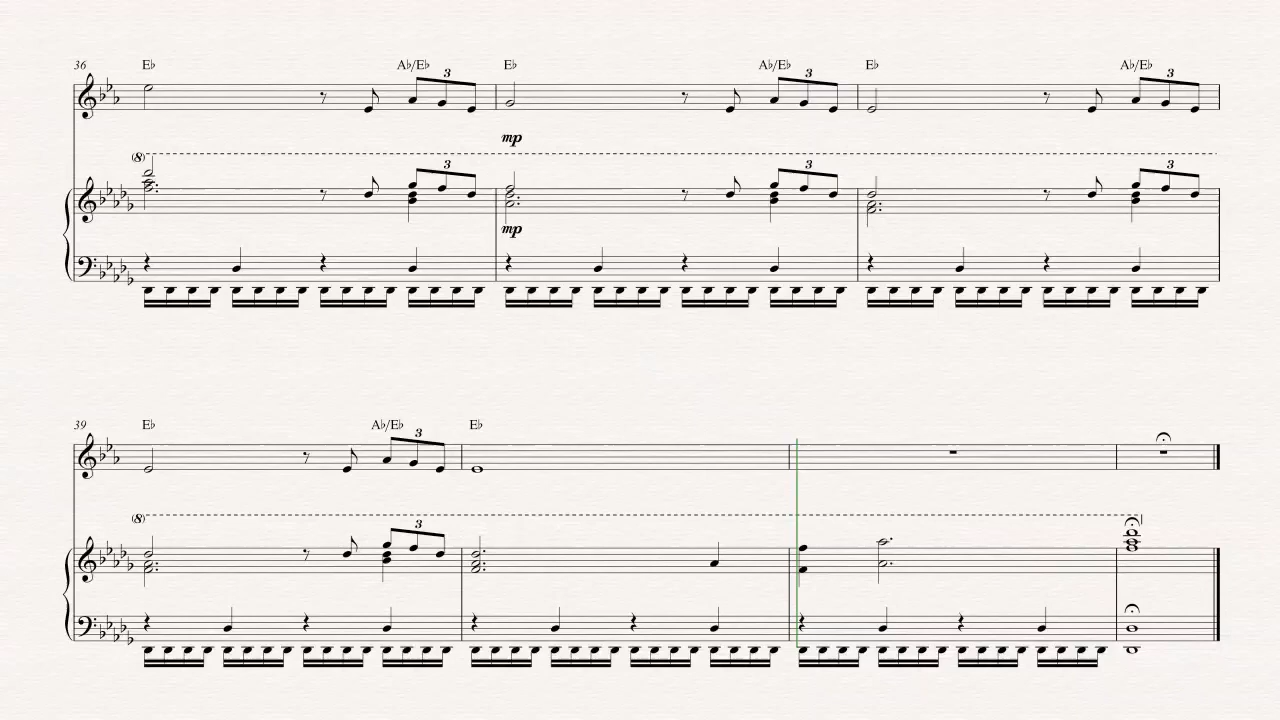 36 E♭ A♭/E♭ E♭ A♭/E♭ E♭ A♭/E♭
3 3 3
mp
(8)
3 3 3
mp
39 E♭ A♭/E♭ E♭
3
(8)
3